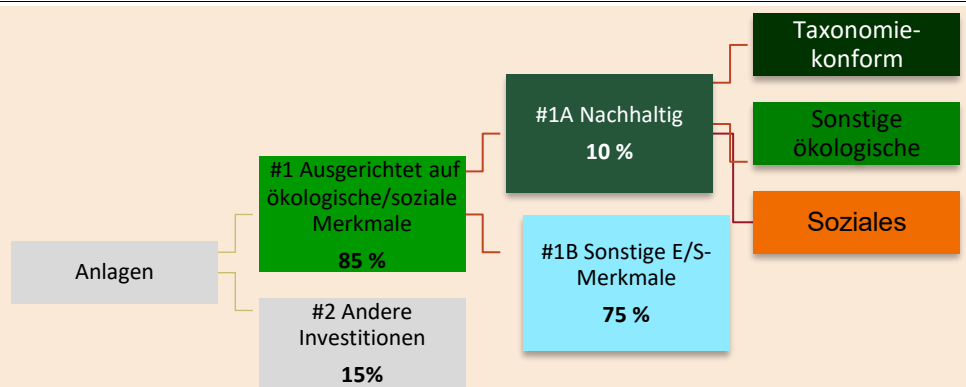 Anlagen
#1 Ausgerichtet auf
ökologische/soziale
Merkmale
85 %
#2 Andere
Investitionen
15%
#1A Nachhaltig
10 %
#1B Sonstige E/S-
Merkmale
75 %
Taxonomie-
konform
Sonstige
ökologische
Soziales